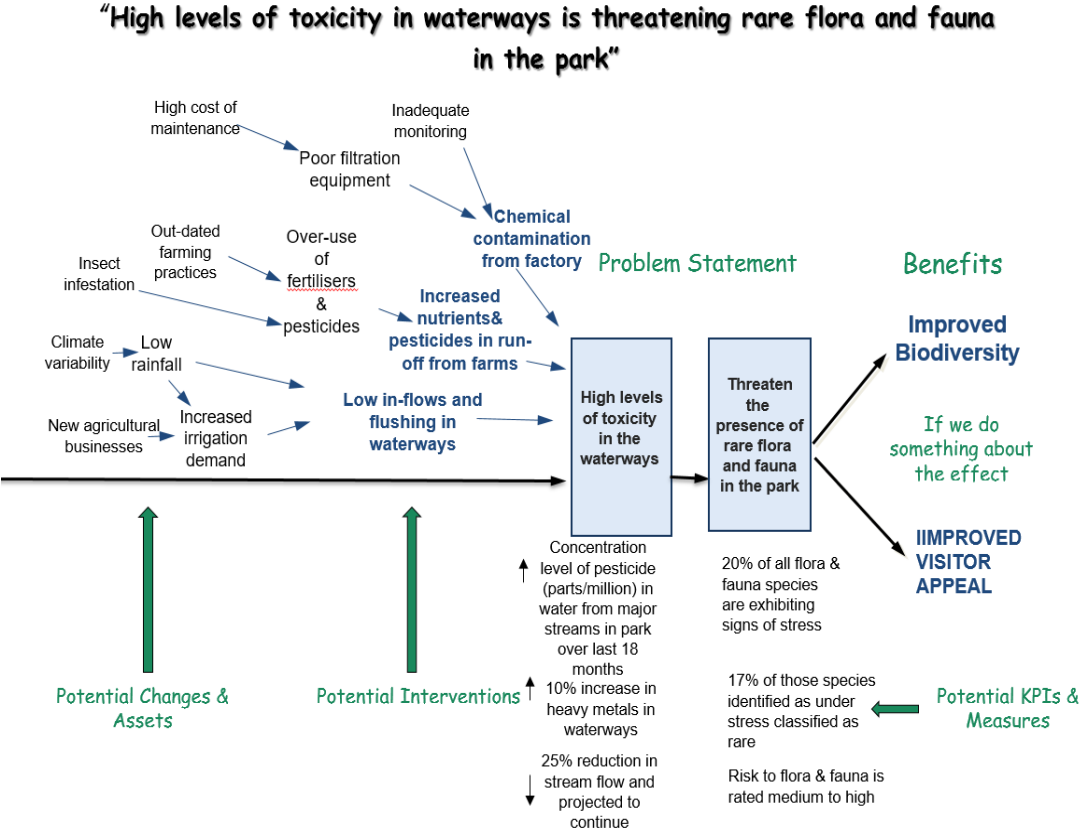 “High levels of toxicity in waterways is threatening rare flora and fauna
in the park”
High cost of
maintenance
Inadequate
monitoring
Poor filtration
equipment
Chemical
contamination
from factory
Out-dated
farming
practices
Over-use
of
fertilisers
&
pesticides
Insect
infestation
Increased
nutrients&
pesticides in run-
off from farms
Climate
variability
Low
rainfall
New agricultural
businesses
Increased
irrigation
demand
Low in-flows and
flushing in
waterways
Problem Statement
Benefits
High levels
of toxicity
in the
waterways
Threaten
the
presence of
rare flora
and fauna
in the park
Improved
Biodiversity
If we do
something about
the effect
IIMPROVED
VISITOR
APPEAL
Potential Changes &
Assets
Potential Interventions
Concentration
level of pesticide
(parts/million) in
water from major
streams in park
over last 18
months
10% increase in
heavy metals in
waterways
25% reduction in
stream flow and
projected to
continue
20% of all flora &
fauna species
are exhibiting
signs of stress
17% of those species
identified as under
stress classified as
rare
Risk to flora & fauna is
rated medium to high
Potential KPIs &
Measures